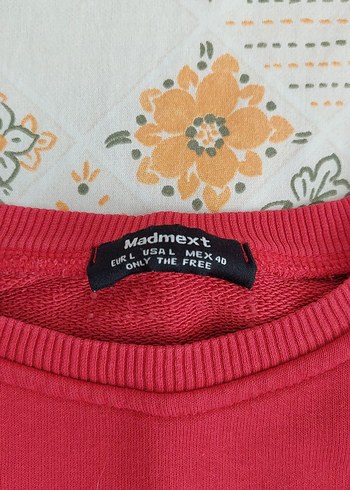 Madmext
EUR L USA L MEX 40
ONLY THE FREE